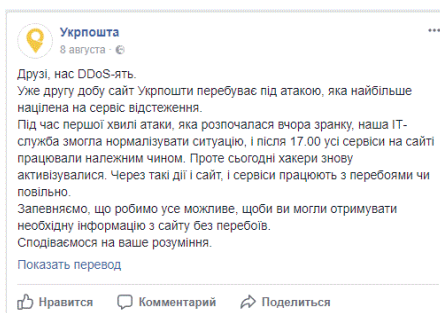 Укрпошта
8 августа ·
Друзі, нас DDoS-ять.
Уже другу добу сайт Укрпошти перебуває під атакою, яка найбільше
націлена на сервіс відстеження.
Під час першої хвилі атаки, яка розпочалася вчора зранку, наша ІТ-
служба змогла нормалізувати ситуацію, і після 17.00 усі сервіси на сайті
працювали належним чином. Проте сьогодні хакери знову
активізувалися. Через такі дії і сайт, і сервіси працюють з перебоями чи
повільно.
Запевняємо, що робимо усе можливе, щоби ви могли отримувати
необхідну інформацію з сайту без перебоїв.
Сподіваємося на ваше розуміння.
Показать перевод
Нравится Комментарий Поделиться